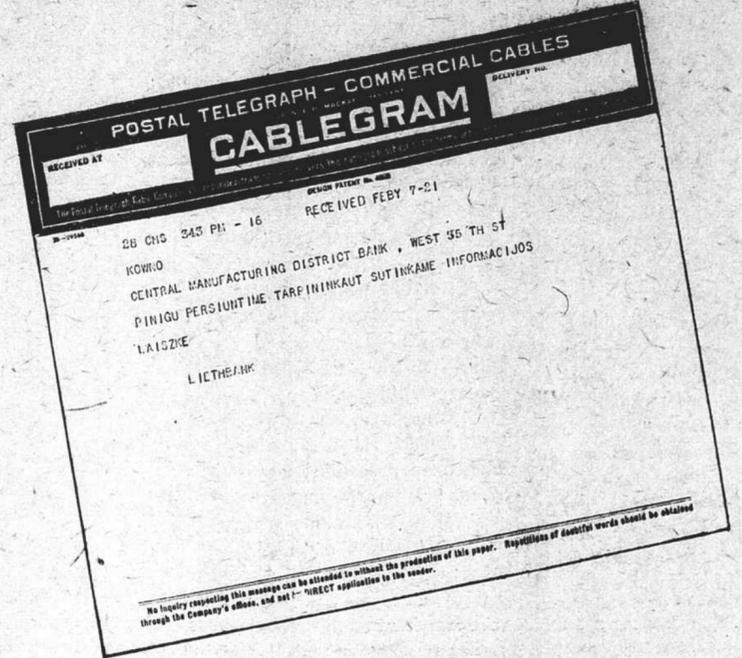 POSTAL TELEGRAPH – COMMERCIAL CABLES
CABLEGRAM
RECEIVED AT
DELIVERY NO.
DESIGN PATENT No.
28 CNS 343 PM - 16 RECEIVED FEBY 7-21
KOWNO
CENTRAL MANUFACTURING DISTRICT BANK , WEST 35 TH ST
PINIGU PERSIUNTIME TARPININKAUT SUTINKAME INFORMACIJOS
LAISZKE
LIETHBANK
No inquiry respecting this message can be attended to without the production of this paper. Repetitions of doubtful words should be obtained
through the Company's offices, and not by DIRECT application to the sender.